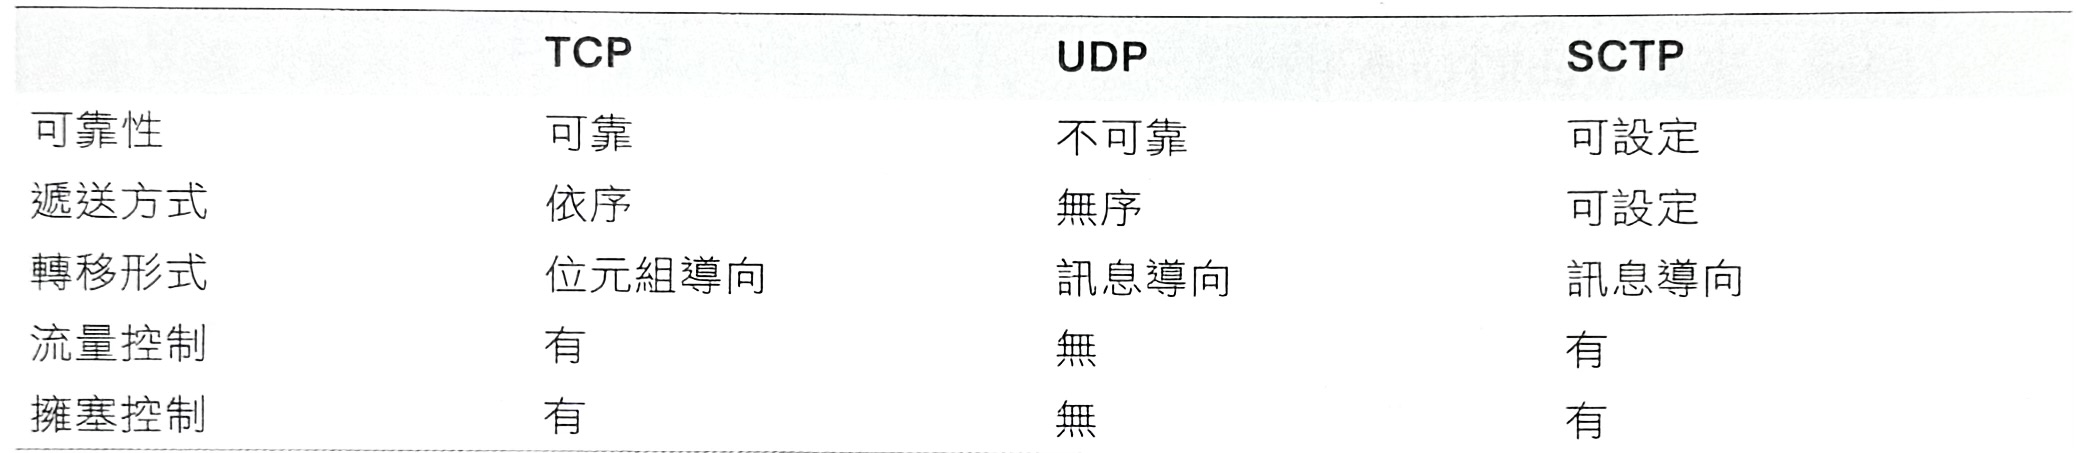 TCP UDP SCTP
可靠性 可靠 不可靠 可設定
遞送方式 依序 無序 可設定
轉移形式 位元組導向 訊息導向 訊息導向
流量控制 有 無 有
擁塞控制 有 無 有